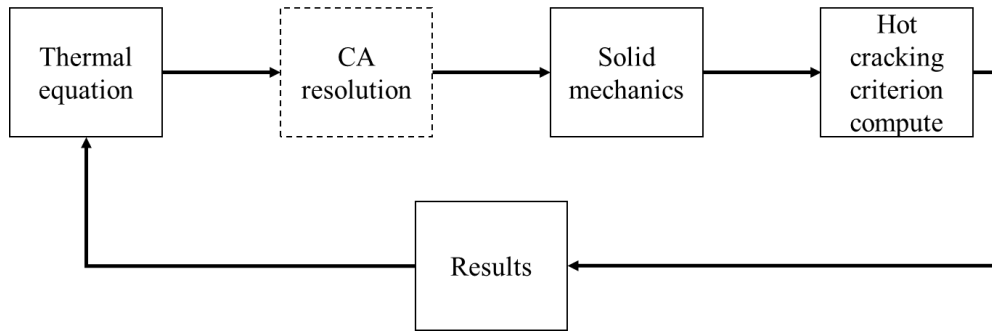 Thermal
equation
CA
resolution
Solid
mechanics
Hot
cracking
criterion
compute
Results